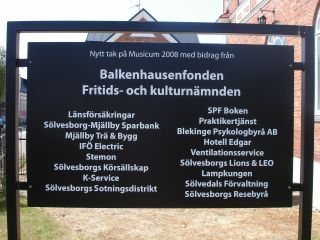 Nytt tak på Musicum 2008 med bidrag från
Balkenhausenfonden
Fritids- och kulturnämnden
Länsförsäkringar
Sölvesborg-Mjällby Sparbank
Mjällby Trä & Bygg
IFÖ Electric
Stemon
Sölvesborgs Körsällskap
K-Service
Sölvesborgs Sotningsdistrikt
SPF Boken
Praktikertjänst
Blekinge Psykologbyrå AB
Hotell Edgar
Ventilationsservice
Sölvesborgs Lions & LEO
Lampkungen
Sölvedals Förvaltning
Sölvesborgs Resebyrå